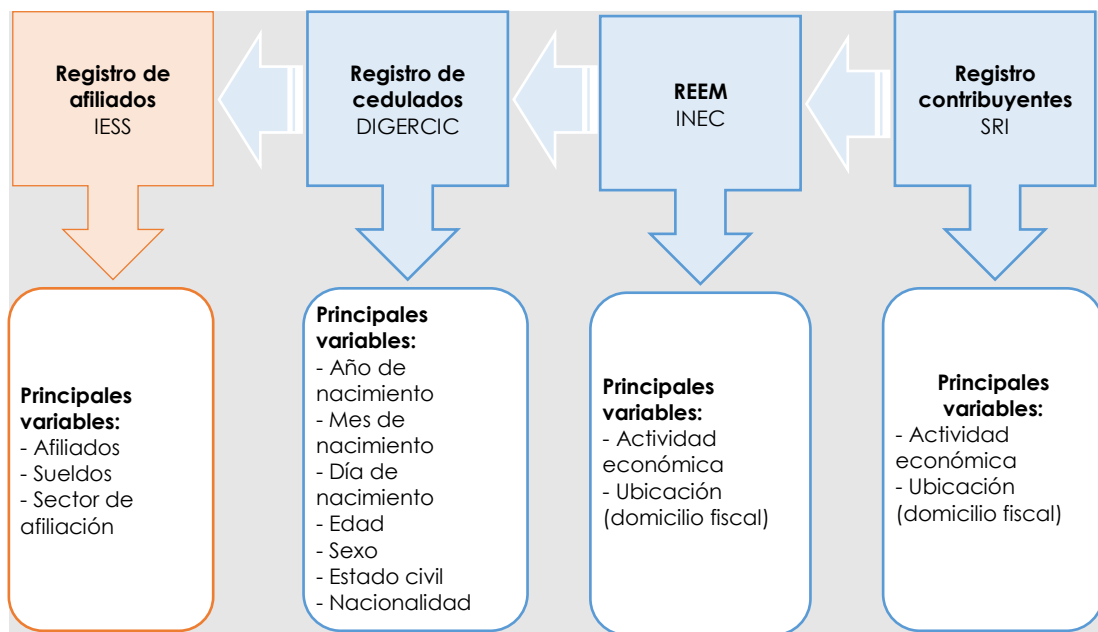 Registro de
afiliados
IESS
Registro de
cedulados
DIGERCIC
REEM
INEC
Registro
contribuyentes
SRI
Principales
variables:
- Afiliados
- Sueldos
- Sector de
afiliación
Principales
variables:
- Año de
nacimiento
- Mes de
nacimiento
- Día de
nacimiento
- Edad
- Sexo
- Estado civil
- Nacionalidad
Principales
variables:
- Actividad
económica
- Ubicación
(domicilio fiscal)
Principales
variables:
- Actividad
económica
- Ubicación
(domicilio fiscal)